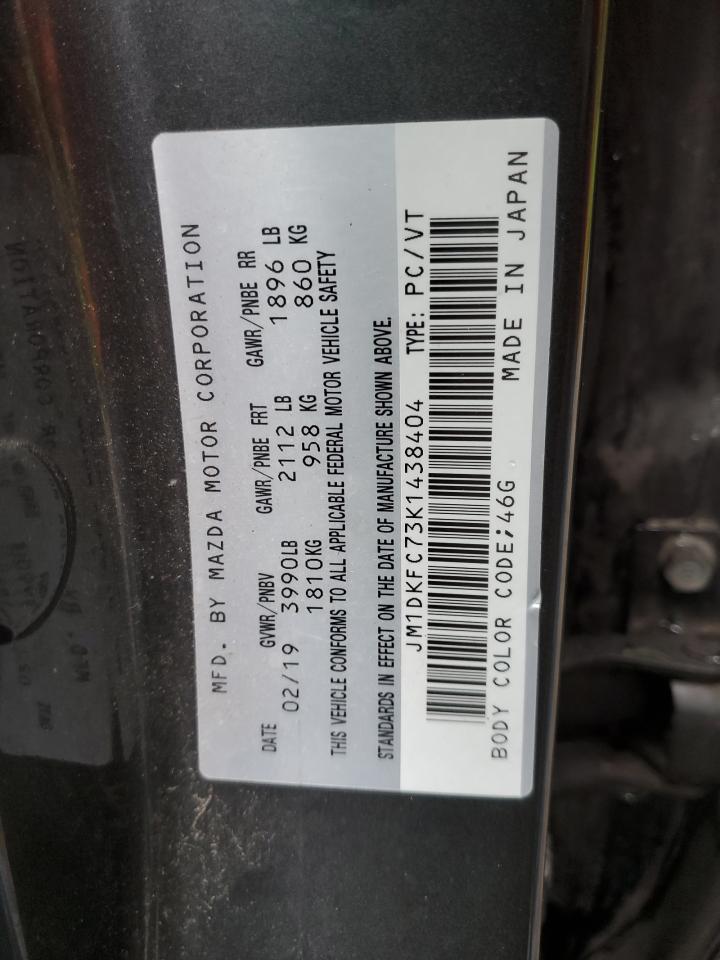 MFD. BY MAZDA MOTOR CORPORATION
DATE GVWR/PNBV GAWR/PNBE FRT GAWR/PNBE RR
02/19 3990LB 2112 LB 1896 LB
1810KG 958 KG 860 KG
THIS VEHICLE CONFORMS TO ALL APPLICABLE FEDERAL MOTOR VEHICLE SAFETY
STANDARDS IN EFFECT ON THE DATE OF MANUFACTURE SHOWN ABOVE.
JM1DKFC73K1438404 TYPE: PC/VT
BODY COLOR CODE;46G MADE IN JAPAN